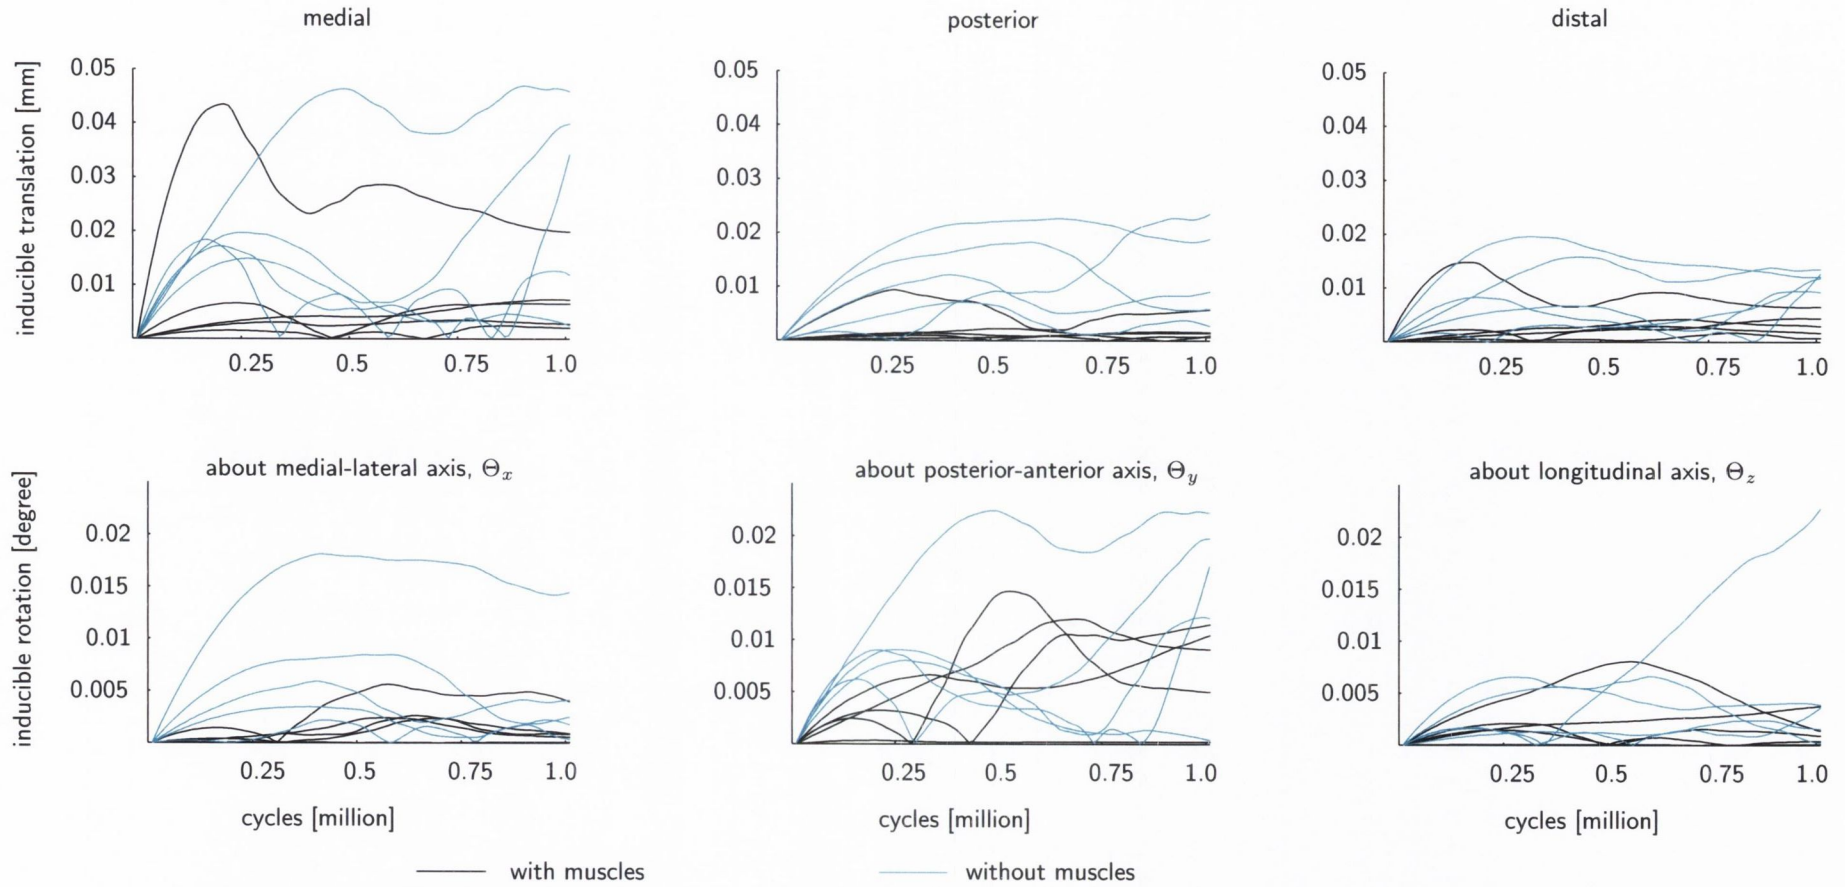 medial posterior distal
inducible translation [mm]
0.05 0.05 0.05
0.04 0.04 0.04
0.03 0.03 0.03
0.02 0.02 0.02
0.01 0.01 0.01
0.25 0.5 0.75 1.0 0.25 0.5 0.75 1.0 0.25 0.5 0.75 1.0
about medial-lateral axis, Θx about posterior-anterior axis, Θy about longitudinal axis, Θz
inducible rotation [degree]
0.02 0.02 0.02
0.015 0.015 0.015
0.01 0.01 0.01
0.005 0.005 0.005
0.25 0.5 0.75 1.0 0.25 0.5 0.75 1.0 0.25 0.5 0.75 1.0
cycles [million] cycles [million] cycles [million]
with muscles without muscles